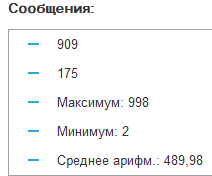 Сообщения:
909
175
Максимум: 998
Минимум: 2
Среднее арифм.: 489,98